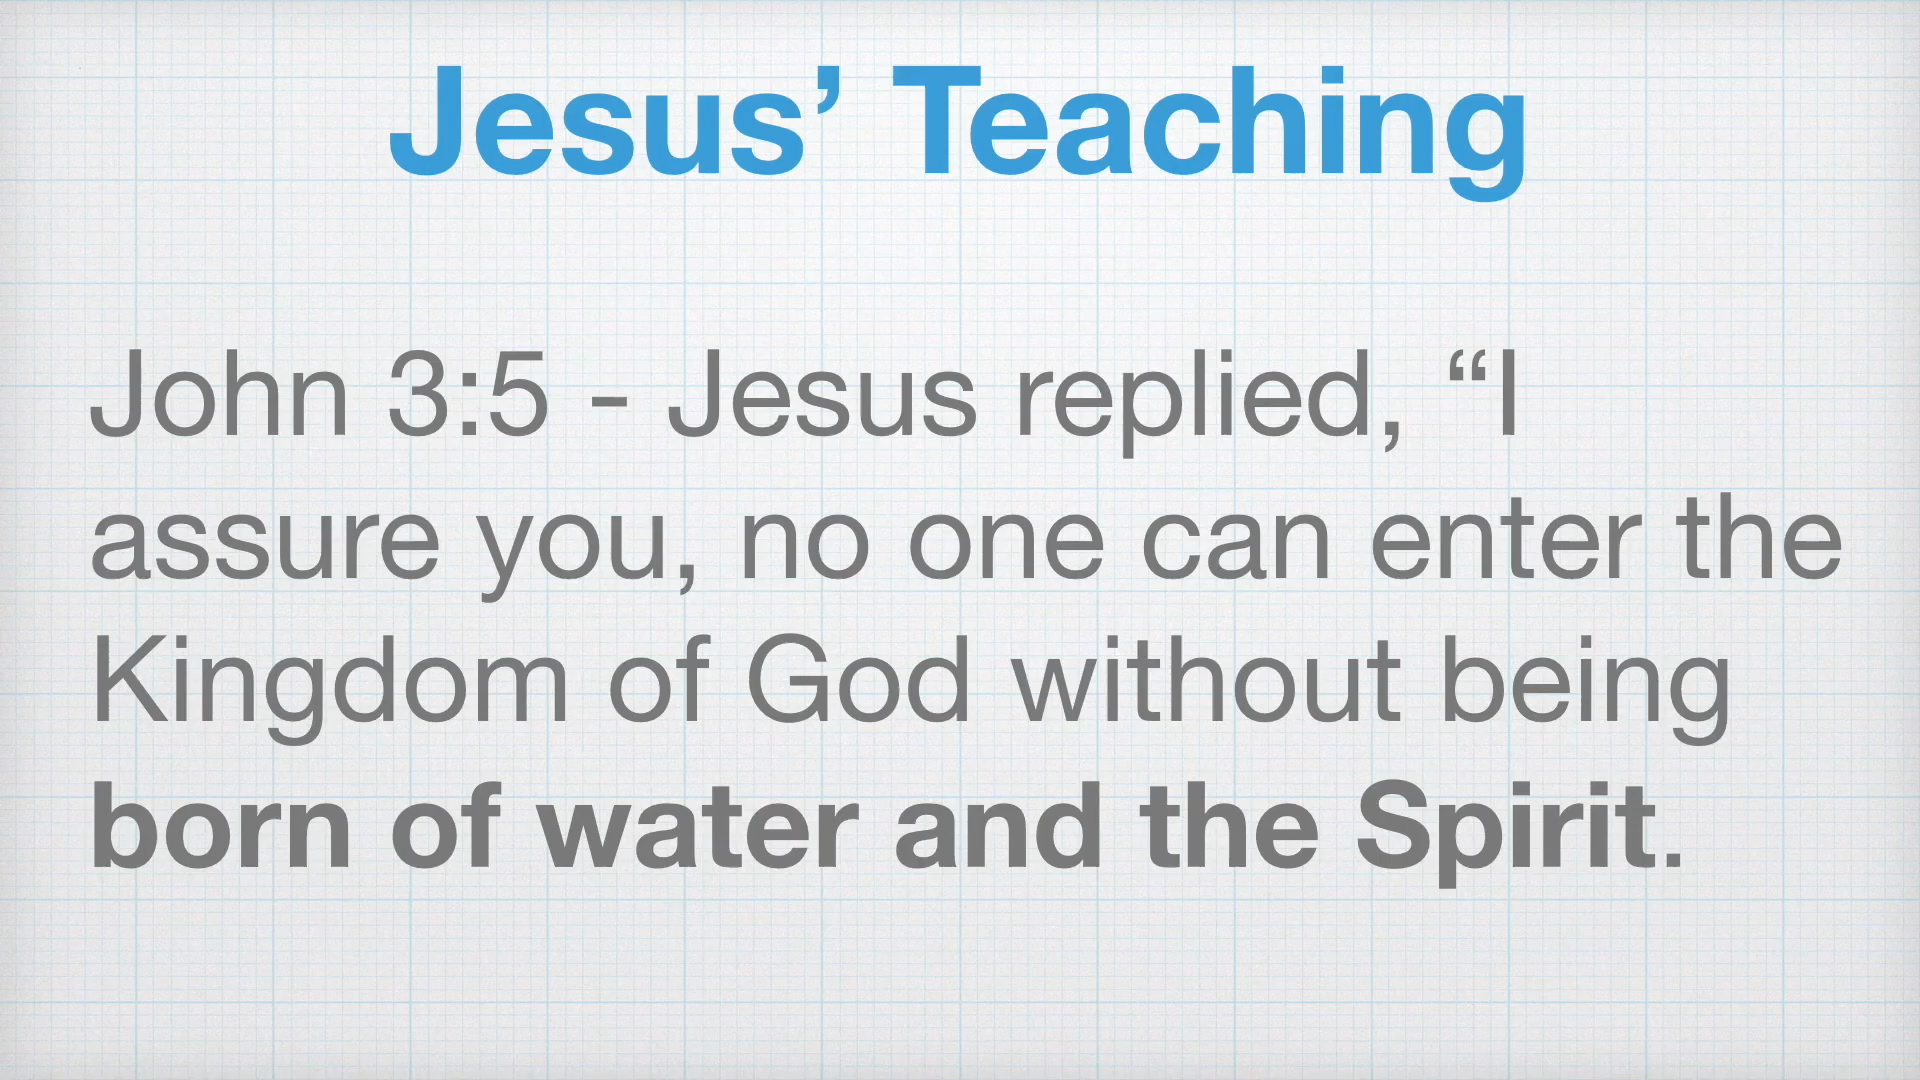 Jesus’ Teaching
John 3:5 - Jesus replied, “I
assure you, no one can enter the
Kingdom of God without being
born of water and the Spirit.